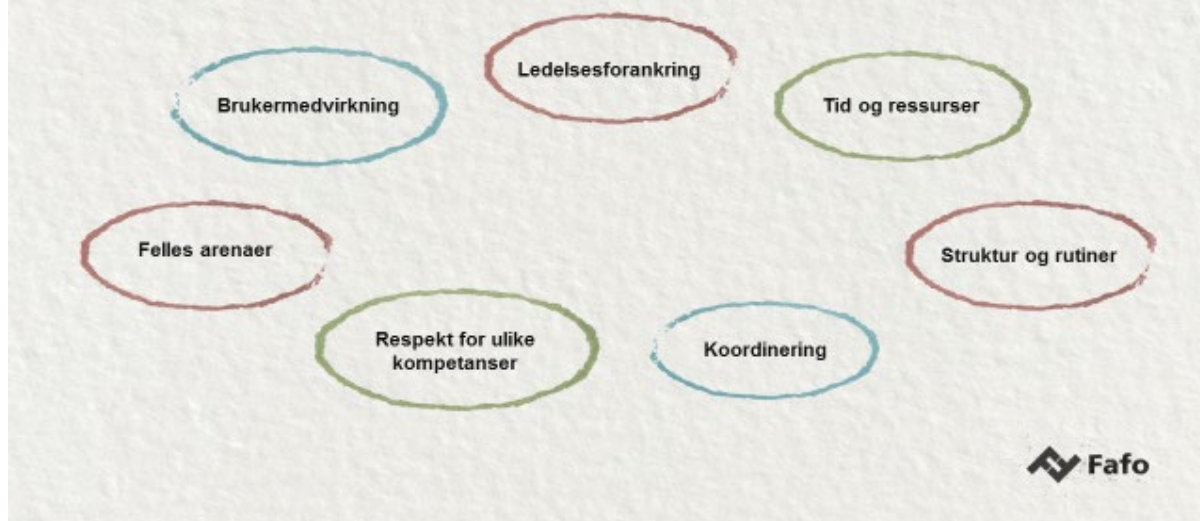 Ledelsesforankring
Brukermedvirkning
Tid og ressurser
Felles arenaer
Struktur og rutiner
Respekt for ulike
kompetanser
Koordinering
Fafo